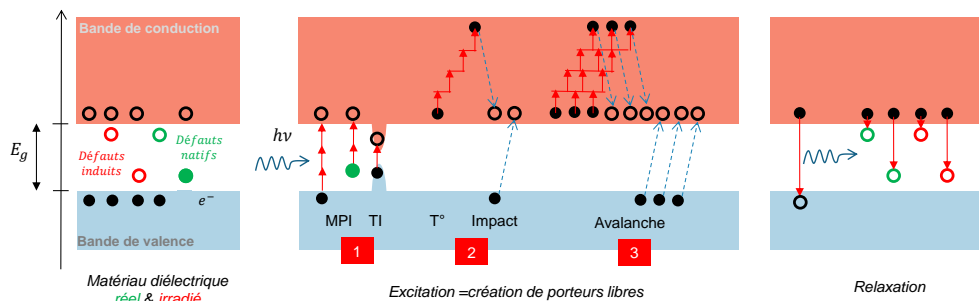 Bande de conduction
E_g
Défauts
induits
Défauts
natifs
e⁻
Bande de valence
Matériau diélectrique
réel & irradié
hν
MPI TI T° Impact Avalanche
1 2 3
Excitation =création de porteurs libres
Relaxation